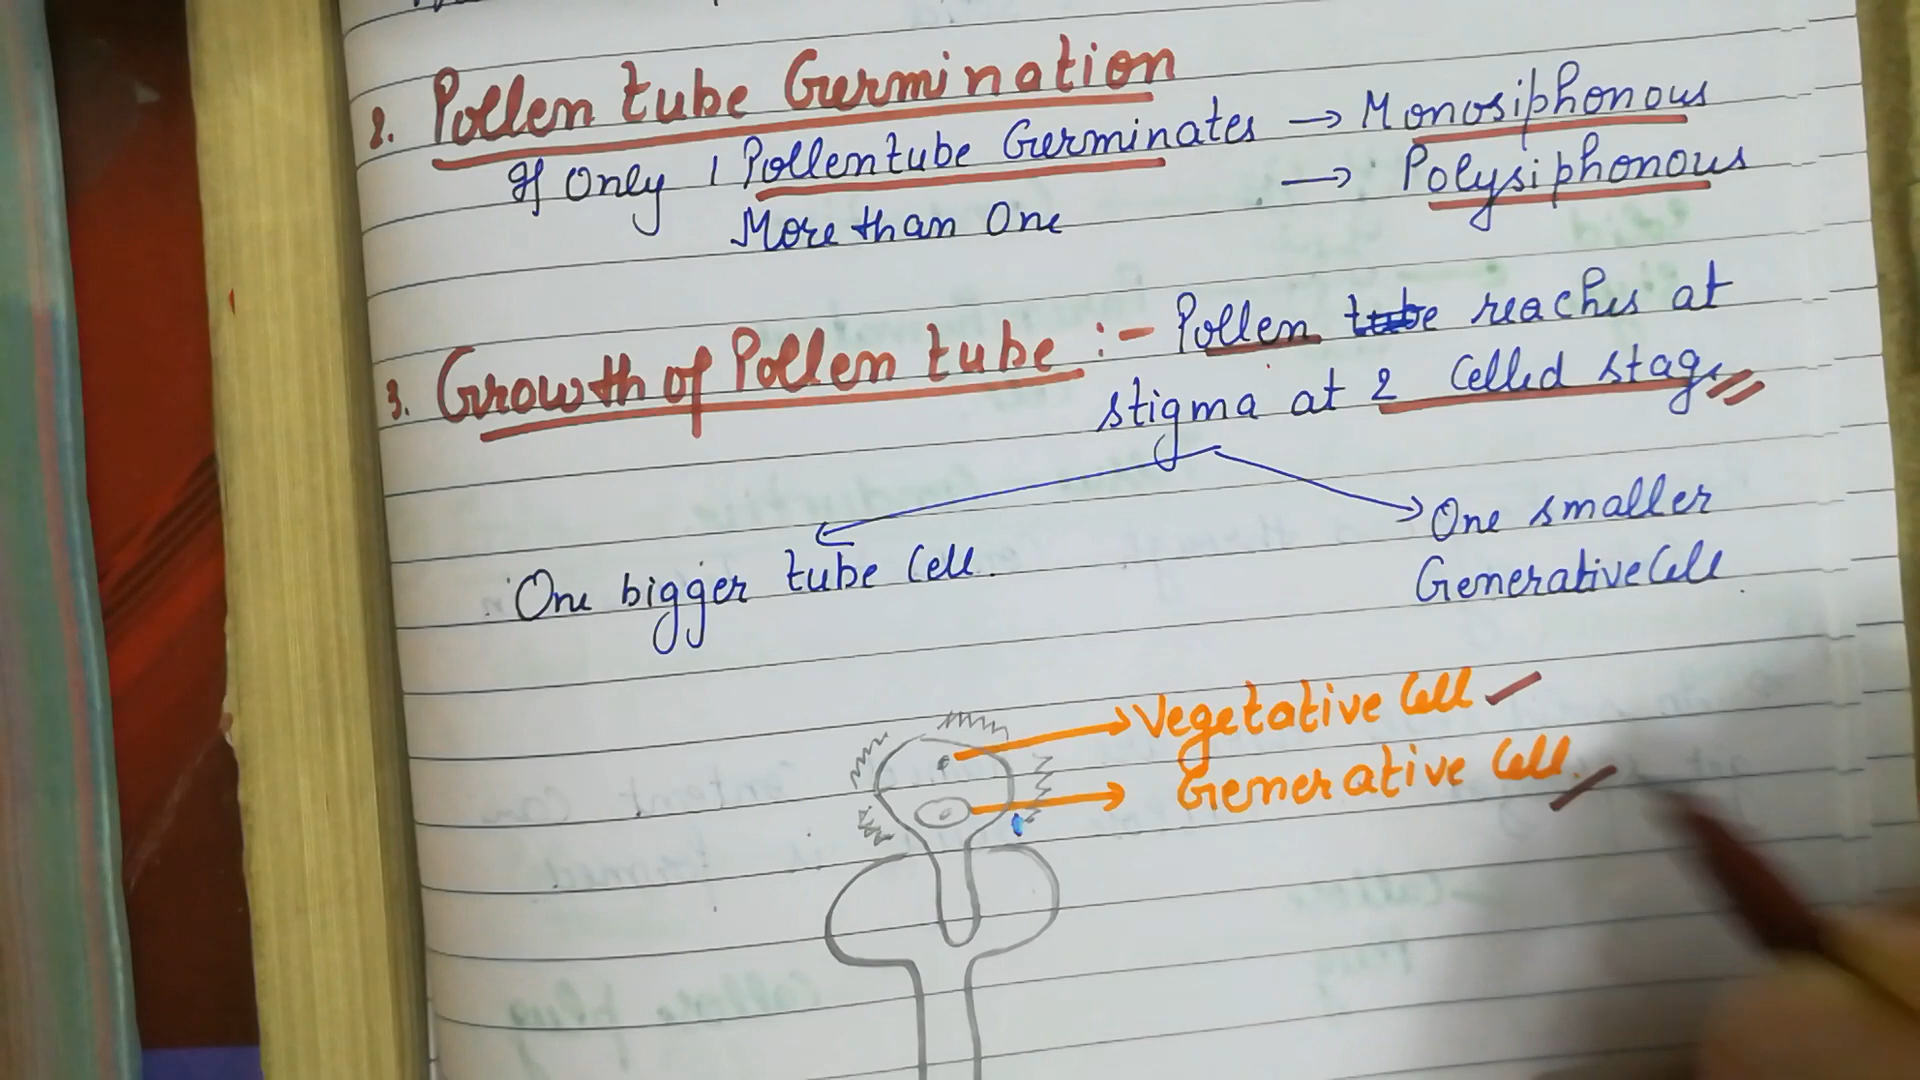 2. Pollen tube Germination
If Only 1 Pollentube Germinates → Monosiphonous
More than One → Polysiphonous
3. Growth of Pollen tube :- Pollen tube reaches at
stigma at 2 Celled stage
One bigger tube Cell.
One smaller
Generative Cell
Vegetative Cell
Generative Cell.